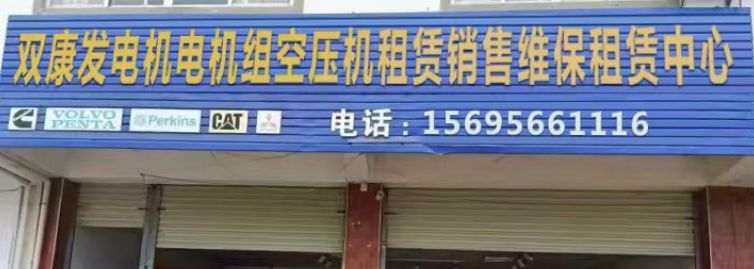 双康发电机电机组空压机租赁销售维保租赁中心
VOLVO PENTA Perkins CAT 电话:15695661116